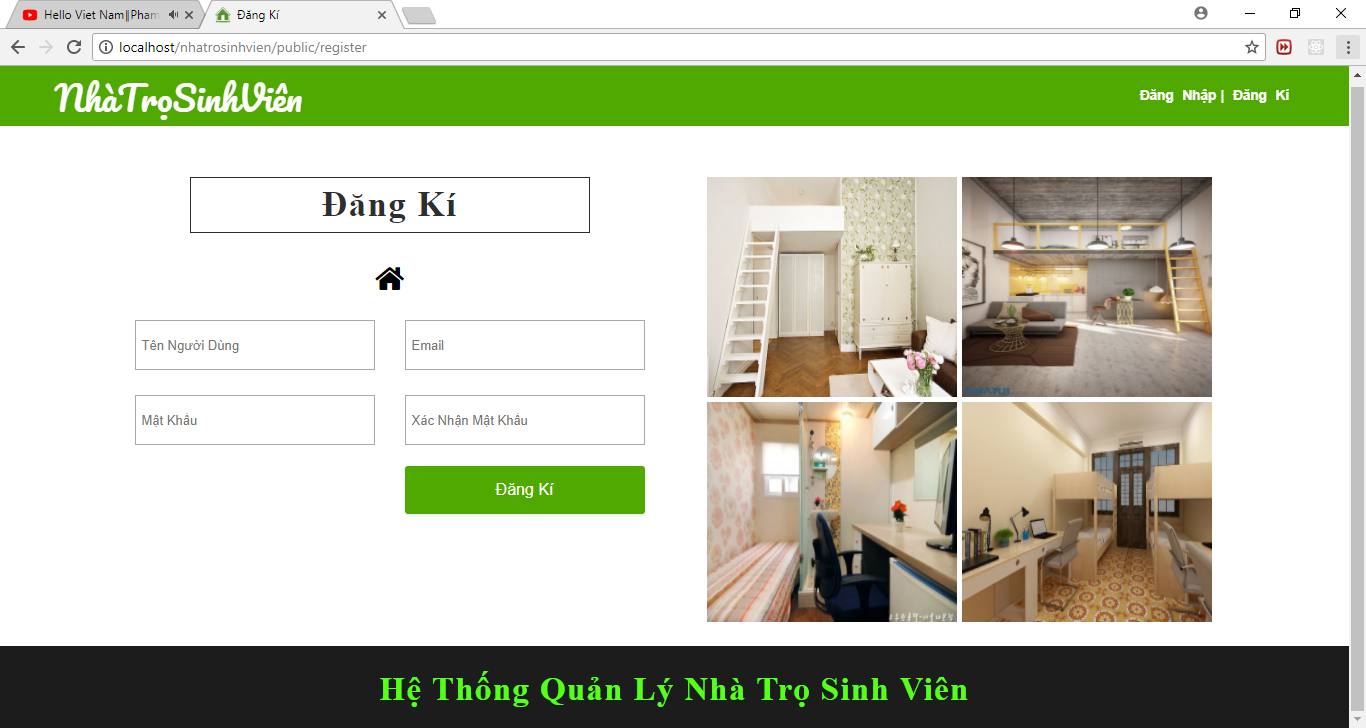 Hello Viet Nam||Pham
Đăng Kí
localhost/nhatrosinhvien/public/register
NhàTrọSinhViên
Đăng Nhập | Đăng Kí
Đăng Kí
Tên Người Dùng
Email
Mật Khẩu
Xác Nhận Mật Khẩu
Đăng Kí
Hệ Thống Quản Lý Nhà Trọ Sinh Viên